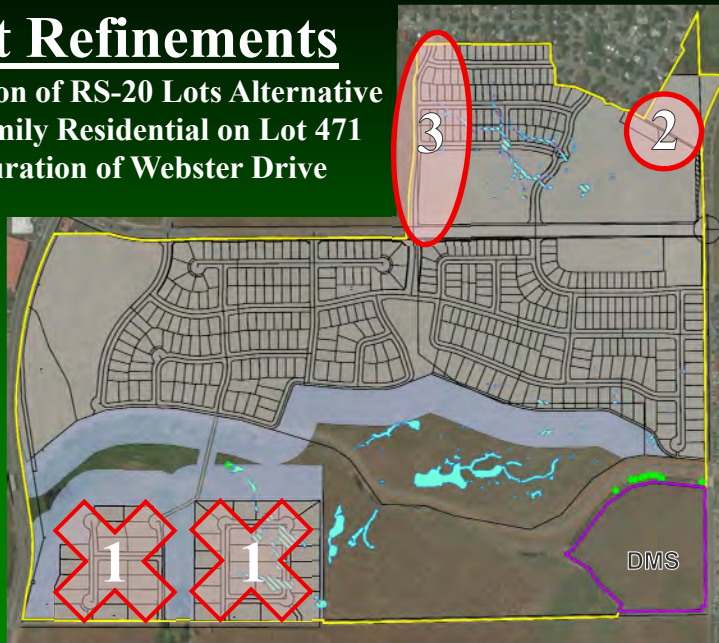 t Refinements
on of RS-20 Lots Alternative
mily Residential on Lot 471
uration of Webster Drive
3
2
1 1
DMS